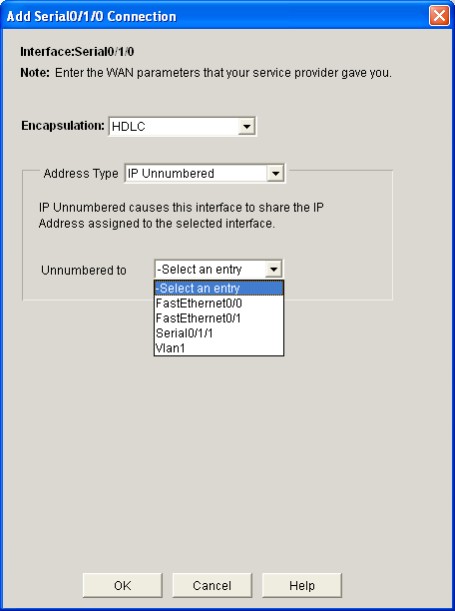 Add Serial0/1/0 Connection
Interface:Serial0/1/0
Note: Enter the WAN parameters that your service provider gave you.
Encapsulation: HDLC
Address Type IP Unnumbered
IP Unnumbered causes this interface to share the IP
Address assigned to the selected interface.
Unnumbered to -Select an entry
-Select an entry
FastEthernet0/0
FastEthernet0/1
Serial0/1/1
Vlan1
OK Cancel Help